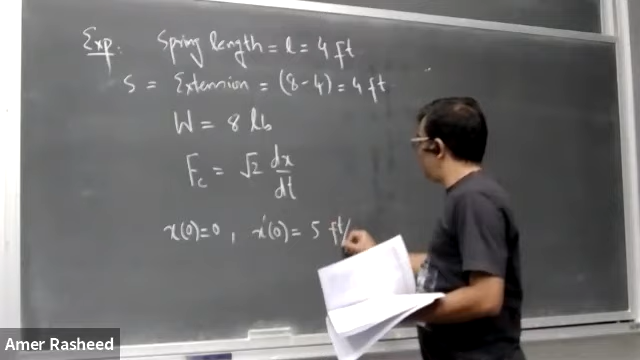 Exp: Spring length = l = 4 ft
S = Extension = (8-4) = 4 ft
W = 8 lb
Fc = √2 dx/dt
x(0)=0, x'(0) = 5 ft/
Amer Rasheed